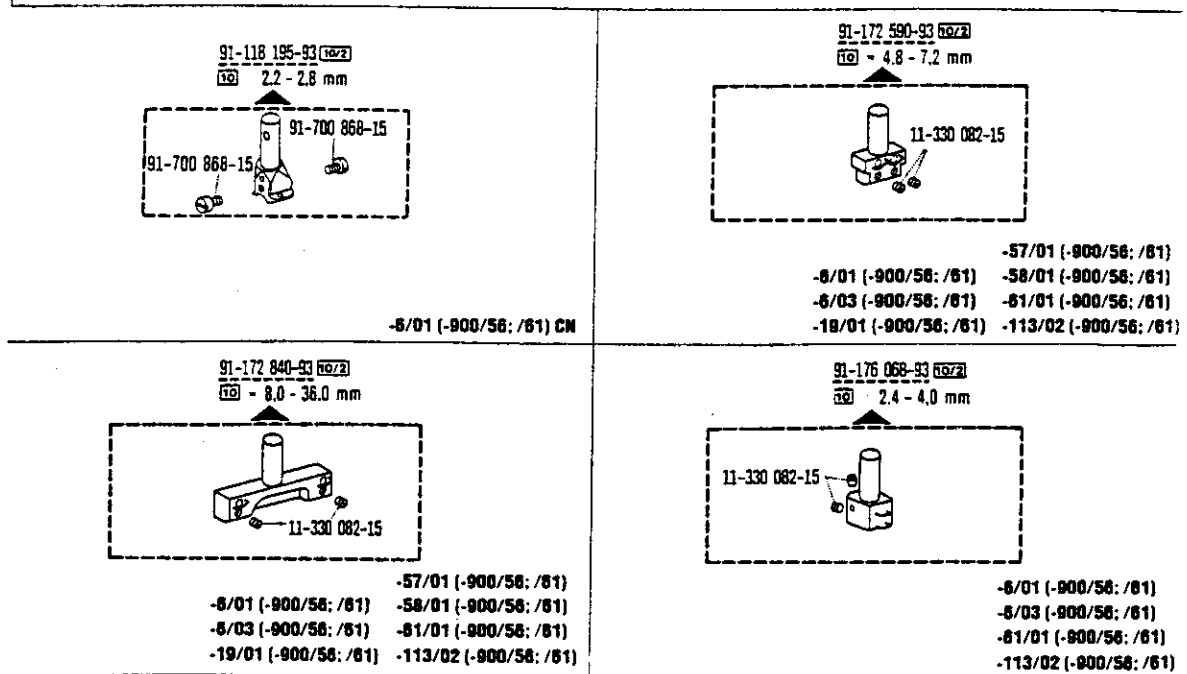 91-118 195-93 10/2
10 2.2 - 2.8 mm
91-700 868-15
91-700 868-15
-6/01 (-900/56; /61) CN
91-172 590-93 10/2
10 - 4.8 - 7.2 mm
11-330 082-15
-57/01 (-900/56; /61)
-6/01 (-900/56; /61) -58/01 (-900/56; /61)
-6/03 (-900/56; /61) -61/01 (-900/56; /61)
-19/01 (-900/56; /61) -113/02 (-900/56; /61)
91-172 840-93 10/2
10 - 8.0 - 36.0 mm
11-330 082-15
-57/01 (-900/56; /61)
-6/01 (-900/56; /61) -58/01 (-900/56; /61)
-6/03 (-900/56; /61) -61/01 (-900/56; /61)
-19/01 (-900/56; /61) -113/02 (-900/56; /61)
91-176 068-93 10/2
10 2.4 - 4.0 mm
11-330 082-15
-6/01 (-900/56; /61)
-6/03 (-900/56; /61)
-61/01 (-900/56; /61)
-113/02 (-900/56; /61)